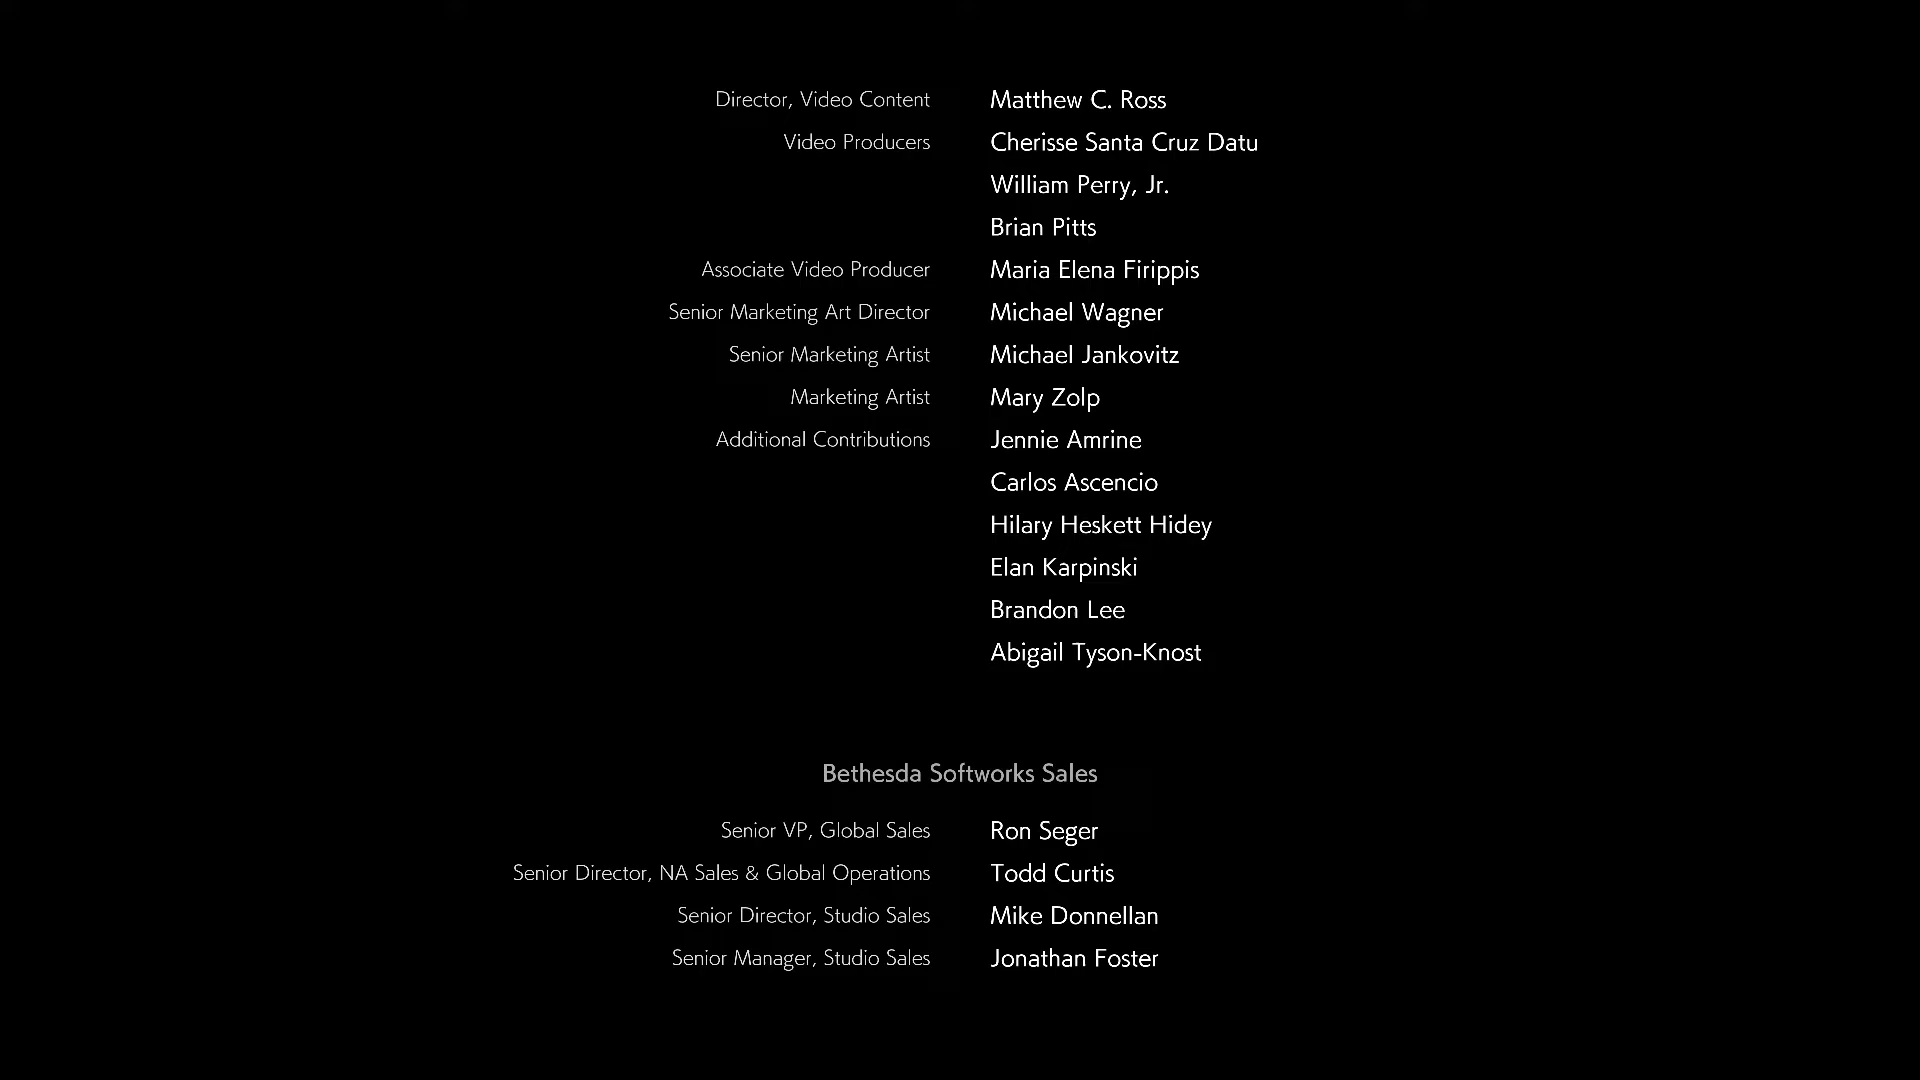 Director, Video Content Matthew C. Ross
Video Producers Cherisse Santa Cruz Datu
William Perry, Jr.
Brian Pitts
Associate Video Producer Maria Elena Firippis
Senior Marketing Art Director Michael Wagner
Senior Marketing Artist Michael Jankovitz
Marketing Artist Mary Zolp
Additional Contributions Jennie Amrine
Carlos Ascencio
Hilary Heskett Hidey
Elan Karpinski
Brandon Lee
Abigail Tyson-Knost
Bethesda Softworks Sales
Senior VP, Global Sales Ron Seger
Senior Director, NA Sales & Global Operations Todd Curtis
Senior Director, Studio Sales Mike Donnellan
Senior Manager, Studio Sales Jonathan Foster